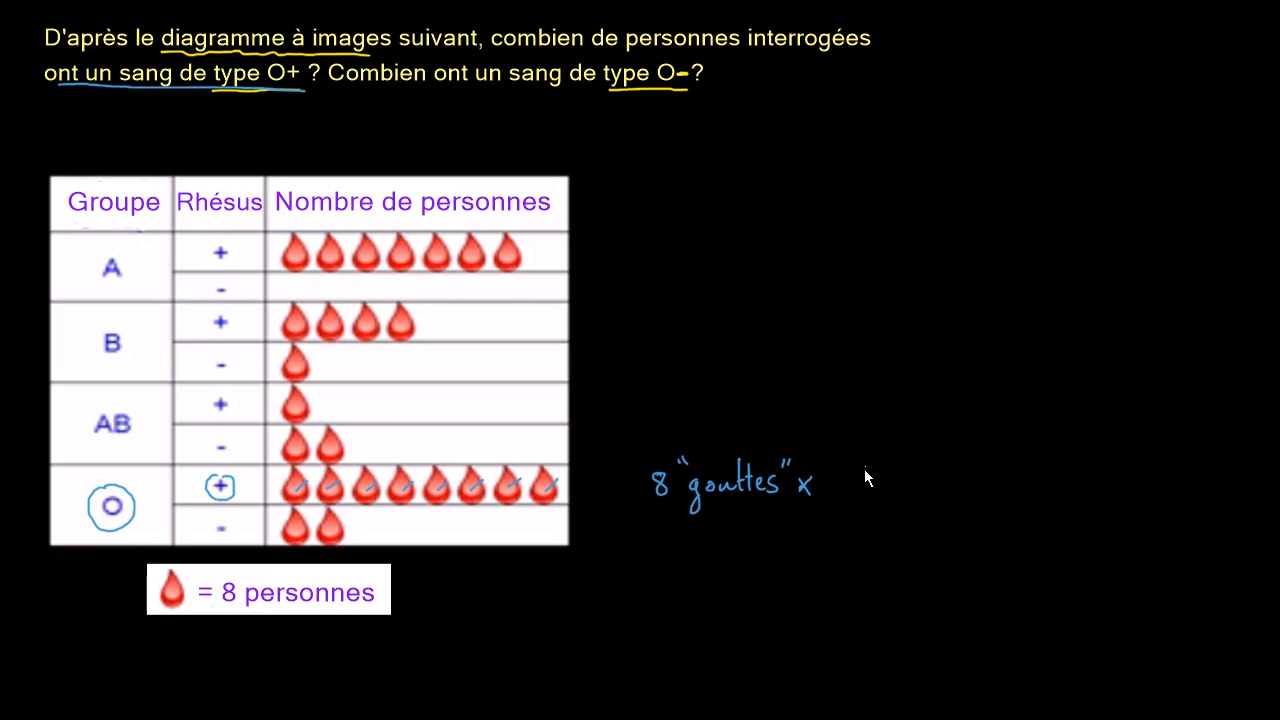 D'après le diagramme à images suivant, combien de personnes interrogées
ont un sang de type O+ ? Combien ont un sang de type O-?
Groupe Rhésus Nombre de personnes
A +
-
B +
-
AB +
-
O +
-
8 "gouttes" x
= 8 personnes